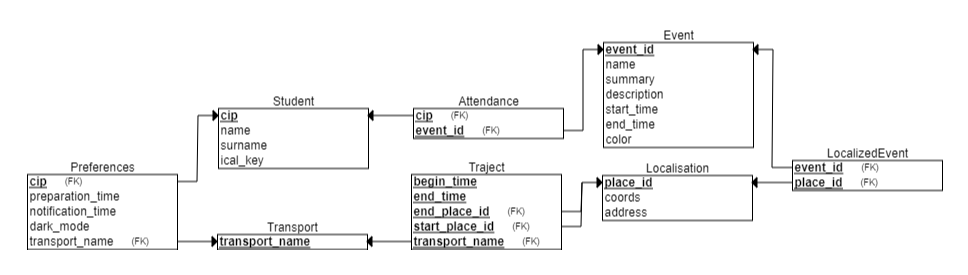 Event
event_id
name
summary
description
start_time
end_time
color
Student
cip
name
surname
ical_key
Attendance
cip (FK)
event_id (FK)
Preferences
cip (FK)
preparation_time
notification_time
dark_mode
transport_name (FK)
Transport
transport_name
Traject
begin_time
end_time
end_place_id (FK)
start_place_id (FK)
transport_name (FK)
Localisation
place_id
coords
address
LocalizedEvent
event_id (FK)
place_id (FK)